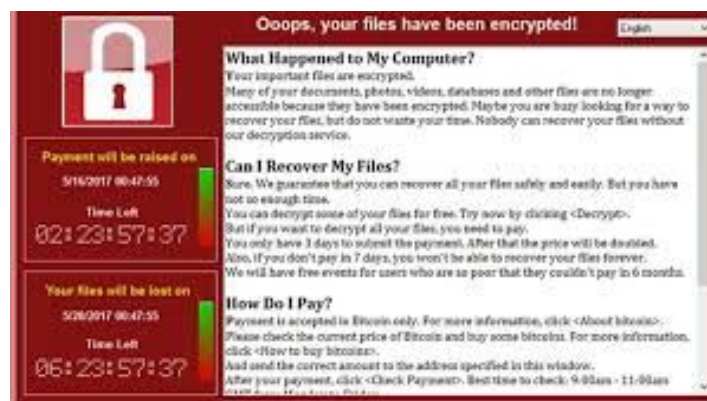 Ooops, your files have been encrypted!
English
What Happened to My Computer?
Your important files are encrypted.
Many of your documents, photos, videos, databases and other files are no longer
accessible because they have been encrypted. Maybe you are busy looking for a way to
recover your files, but do not waste your time. Nobody can recover your files without
our decryption service.
Can I Recover My Files?
Sure. We guarantee that you can recover all your files safely and easily. But you have
not so enough time.
You can decrypt some of your files for free. Try now by clicking <Decrypt>.
But if you want to decrypt all your files, you need to pay.
You only have 3 days to submit the payment. After that the price will be doubled.
Also, if you don't pay in 7 days, you won't be able to recover your files forever.
We will have free events for users who are so poor that they couldn't pay in 6 months.
How Do I Pay?
Payment is accepted in Bitcoin only. For more information, click <About bitcoin>.
Please check the current price of Bitcoin and buy some bitcoins. For more information,
click <How to buy bitcoins>.
And send the correct amount to the address specified in this window.
After your payment, click <Check Payment>. Best time to check: 9:00am - 11:00am
Payment will be raised on
5/16/2017 00:47:55
Time Left
02:23:57:37
Your files will be lost on
5/20/2017 00:47:55
Time Left
06:23:57:37